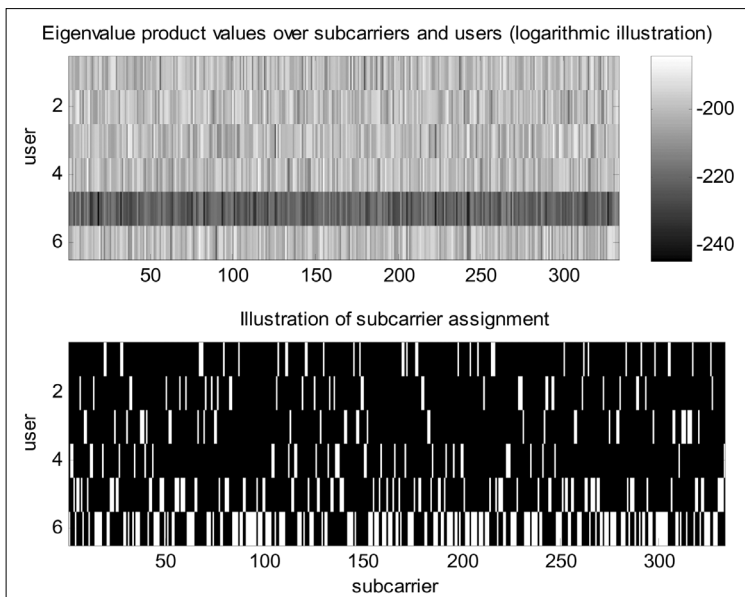 Eigenvalue product values over subcarriers and users (logarithmic illustration)
user
2
4
6
50 100 150 200 250 300
-200
-220
-240
Illustration of subcarrier assignment
user
2
4
6
50 100 150 200 250 300
subcarrier